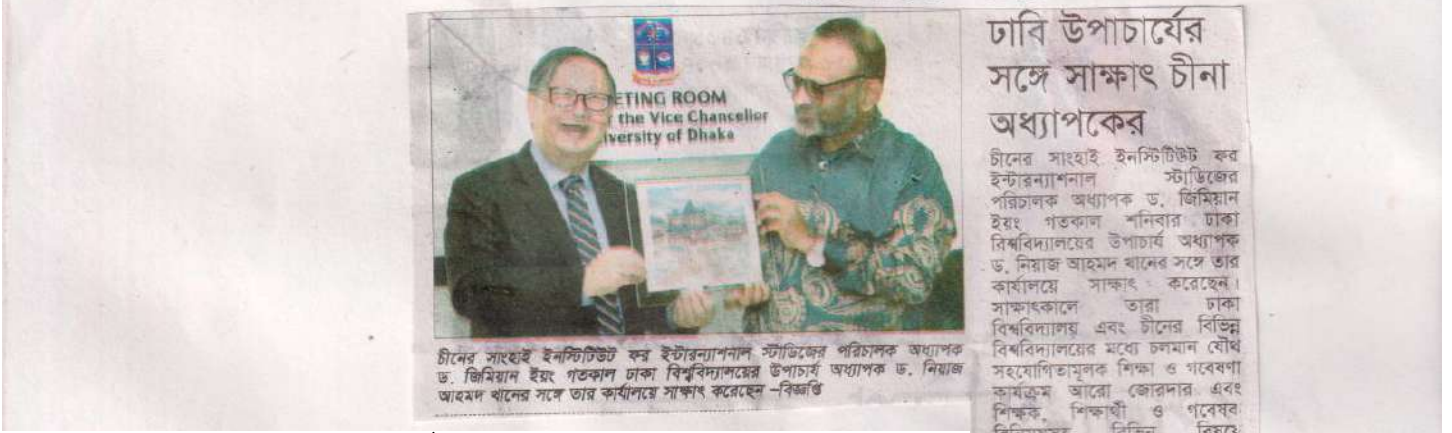 ETING ROOM
the Vice Chancellor
iversity of Dhaka
চীনের সাংহাই ইনস্টিটিউট ফর ইন্টারন্যাশনাল স্টাডিজের পরিচালক অধ্যাপক
ড. জিমিয়ান ইয়ং গতকাল ঢাকা বিশ্ববিদ্যালয়ের উপাচার্য অধ্যাপক ড. নিয়াজ
আহমদ খানের সঙ্গে তার কার্যালয়ে সাক্ষাৎ করেছেন –বিজ্ঞপ্তি
ঢাবি উপাচার্যের
সঙ্গে সাক্ষাৎ চীনা
অধ্যাপকের
চীনের সাংহাই ইনস্টিটিউট ফর
ইন্টারন্যাশনাল স্টাডিজের
পরিচালক অধ্যাপক ড. জিমিয়ান
ইয়ং গতকাল শনিবার ঢাকা
বিশ্ববিদ্যালয়ের উপাচার্য অধ্যাপক
ড. নিয়াজ আহমদ খানের সঙ্গে তার
কার্যালয়ে সাক্ষাৎ করেছেন।
সাক্ষাৎকালে তারা ঢাকা
বিশ্ববিদ্যালয় এবং চীনের বিভিন্ন
বিশ্ববিদ্যালয়ের মধ্যে চলমান যৌথ
সহযোগিতামূলক শিক্ষা ও গবেষণা
কার্যক্রম আরো জোরদার এবং
শিক্ষক, শিক্ষার্থী ও গবেষক